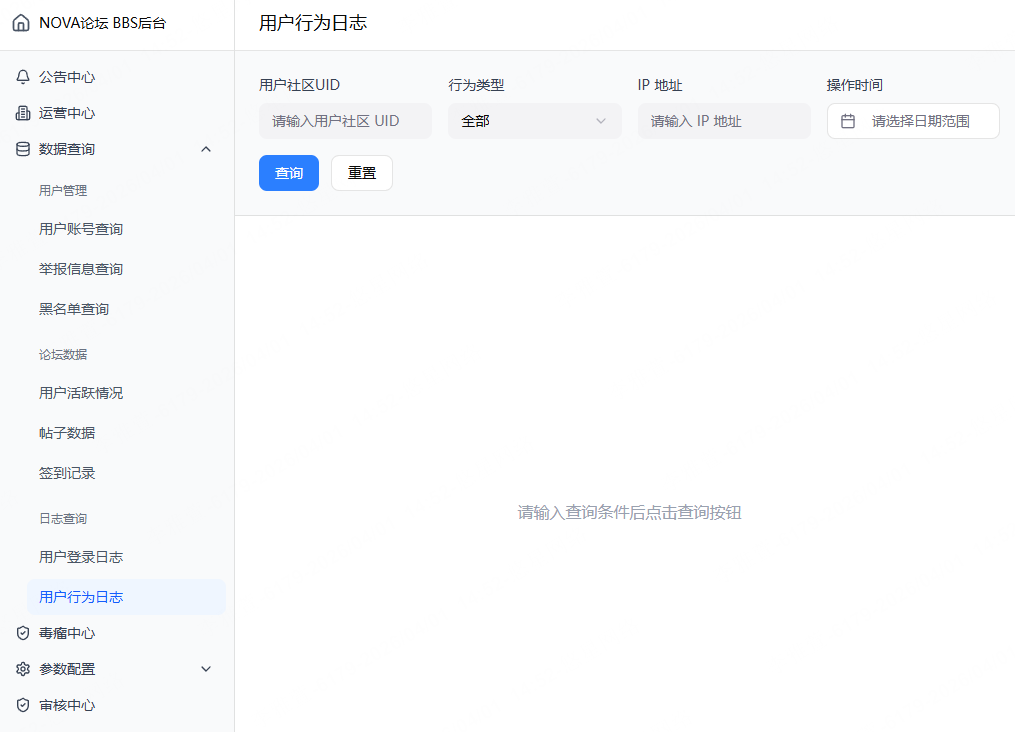 NOVA论坛 BBS后台
公告中心
运营中心
数据查询
用户管理
用户账号查询
举报信息查询
黑名单查询
论坛数据
用户活跃情况
帖子数据
签到记录
日志查询
用户登录日志
用户行为日志
毒瘤中心
参数配置
审核中心
用户行为日志
用户社区UID
请输入用户社区 UID
行为类型
全部
IP 地址
请输入 IP 地址
操作时间
请选择日期范围
查询
重置
请输入查询条件后点击查询按钮